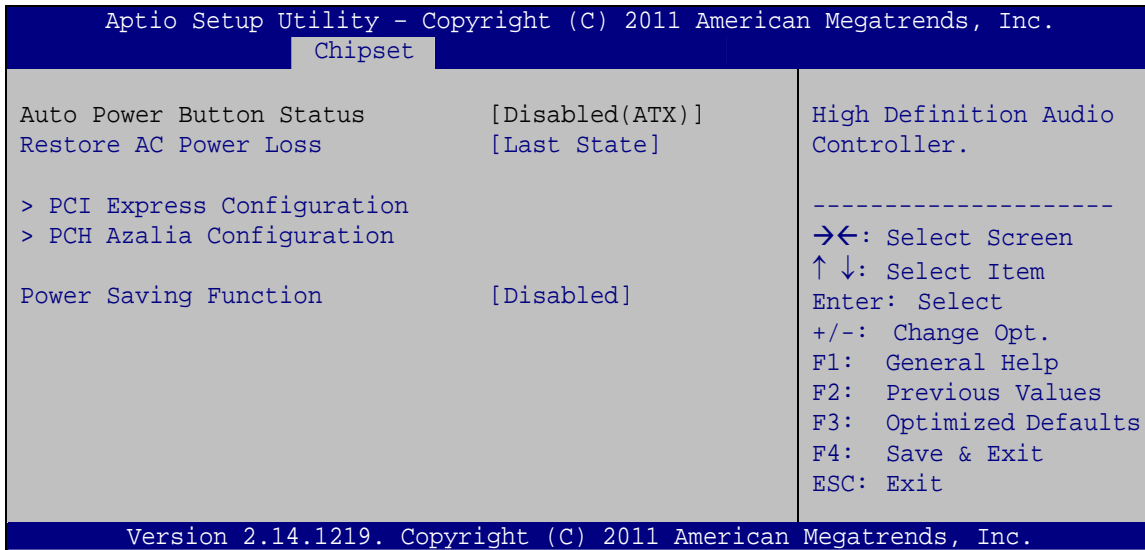 Aptio Setup Utility – Copyright (C) 2011 American Megatrends, Inc.
Chipset
Auto Power Button Status [Disabled(ATX)]
Restore AC Power Loss [Last State]
> PCI Express Configuration
> PCH Azalia Configuration
Power Saving Function [Disabled]
High Definition Audio
Controller.
---------------------
→←: Select Screen
↑ ↓: Select Item
Enter: Select
+/-: Change Opt.
F1: General Help
F2: Previous Values
F3: Optimized Defaults
F4: Save & Exit
ESC: Exit
Version 2.14.1219. Copyright (C) 2011 American Megatrends, Inc.